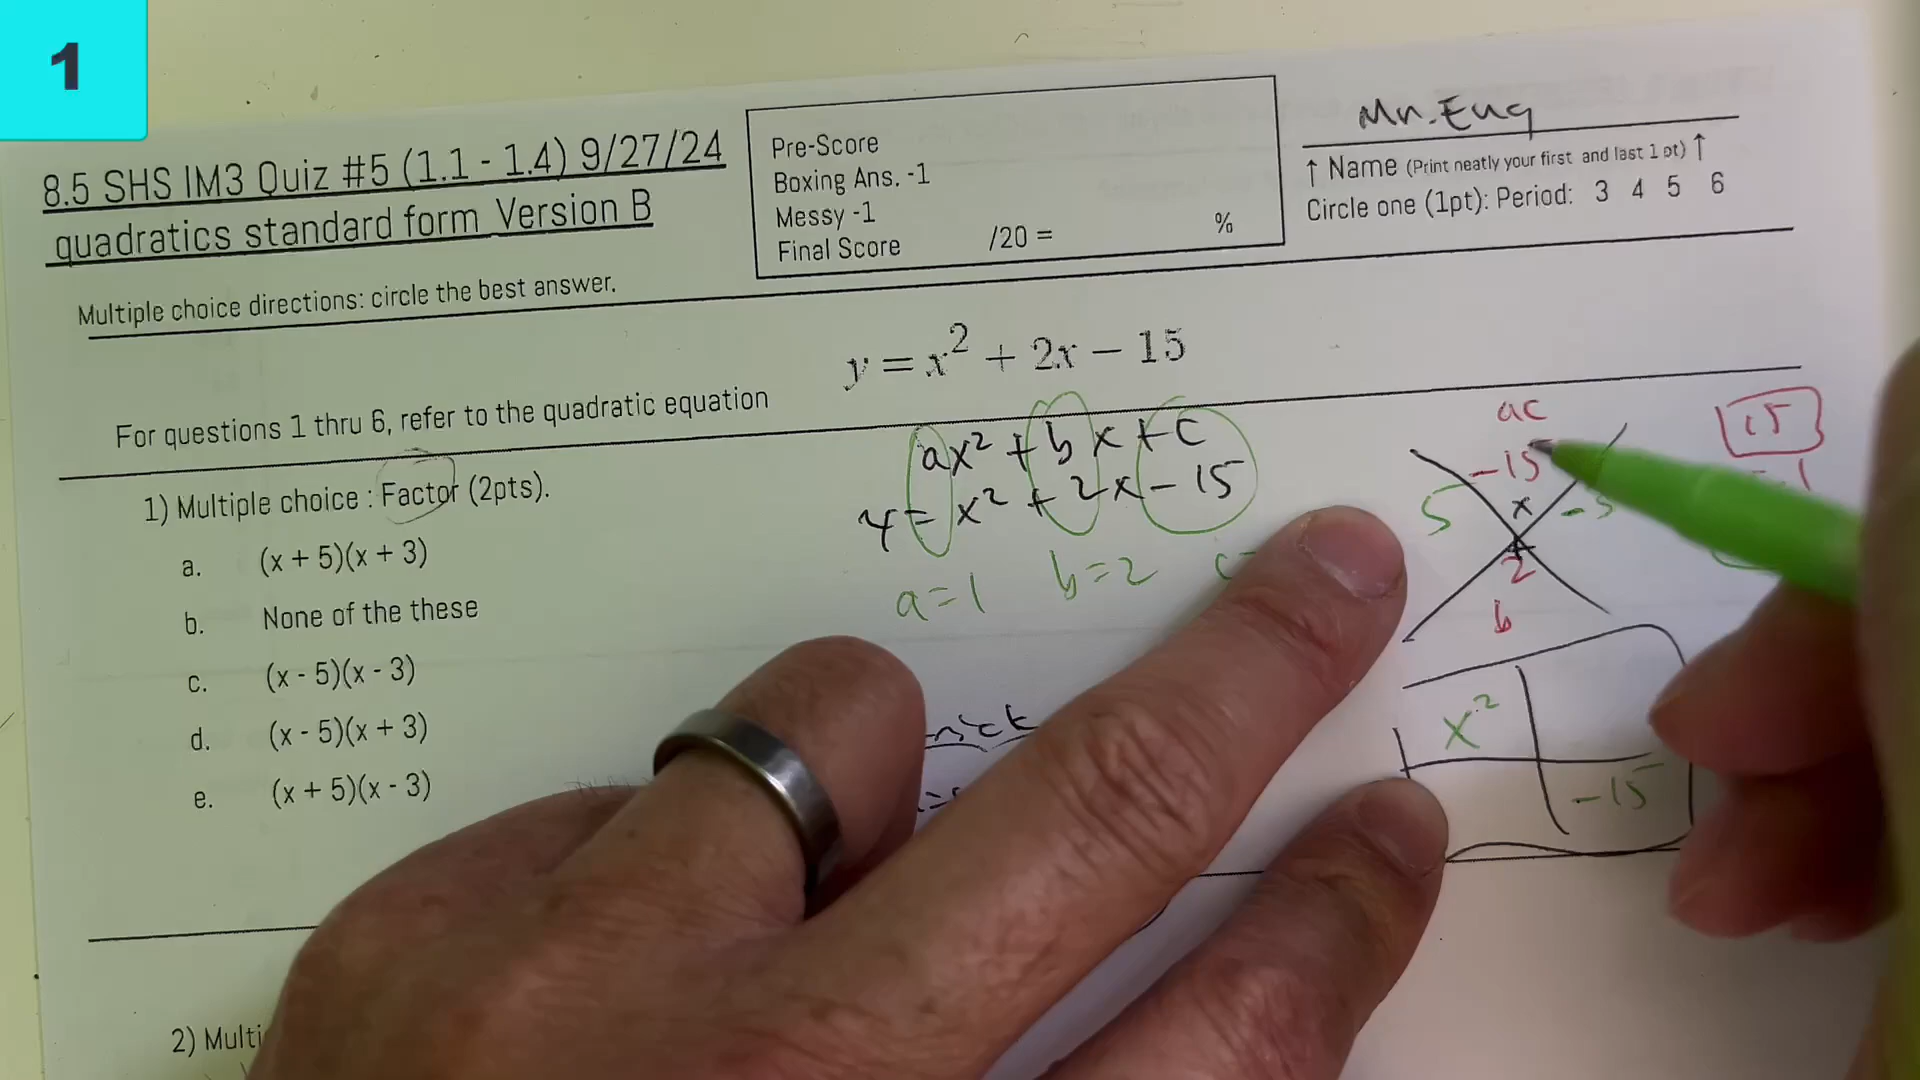 1
8.5 SHS IM3 Quiz #5 (1.1 - 1.4) 9/27/24
quadratics standard form Version B
Pre-Score
Boxing Ans. -1
Messy -1
Final Score /20 = %
Mr. Eng
↑ Name (Print neatly your first and last 1 pt) ↑
Circle one (1pt): Period: 3 4 5 6
Multiple choice directions: circle the best answer.
y = x² + 2x - 15
For questions 1 thru 6, refer to the quadratic equation
ax² + bx + c
y = x² + 2x - 15
a=1 b=2
1) Multiple choice : Factor (2pts).
a. (x + 5)(x + 3)
b. None of the these
c. (x - 5)(x - 3)
d. (x - 5)(x + 3)
e. (x + 5)(x - 3)
ac
-15
5 x
+
2
b
15
x²
-15
2)